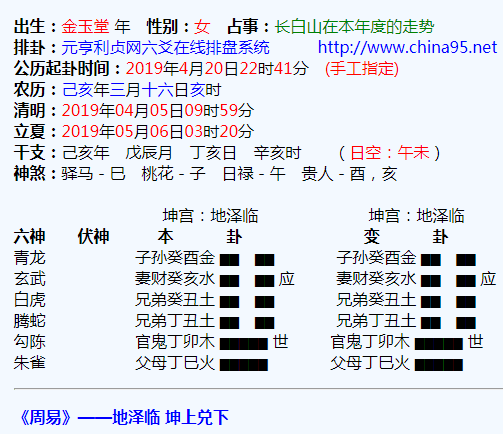 出生：金玉堂 年　性别：女　占事：长白山在本年度的走势
排卦：元亨利贞网六爻在线排盘系统　　　http://www.china95.net
公历起卦时间：2019年4月20日22时41分　(手工指定)
农历：己亥年三月十六日亥时
清明：2019年04月05日09时59分
立夏：2019年05月06日03时20分
干支：己亥年　戊辰月　丁亥日　辛亥时　　（日空：午未）
神煞：驿马－巳　桃花－子　日禄－午　贵人－酉，亥
坤宫：地泽临　　　坤宫：地泽临
六神　　伏神　　　本　　　卦　　　　　　变　　　卦
青龙　　子孙癸酉金　　子孙癸酉金
玄武　　妻财癸亥水　应　　妻财癸亥水　应
白虎　　兄弟癸丑土　　兄弟癸丑土
腾蛇　　兄弟丁丑土　　兄弟丁丑土
勾陈　　官鬼丁卯木　世　　官鬼丁卯木　世
朱雀　　父母丁巳火　　父母丁巳火
《周易》——地泽临 坤上兑下